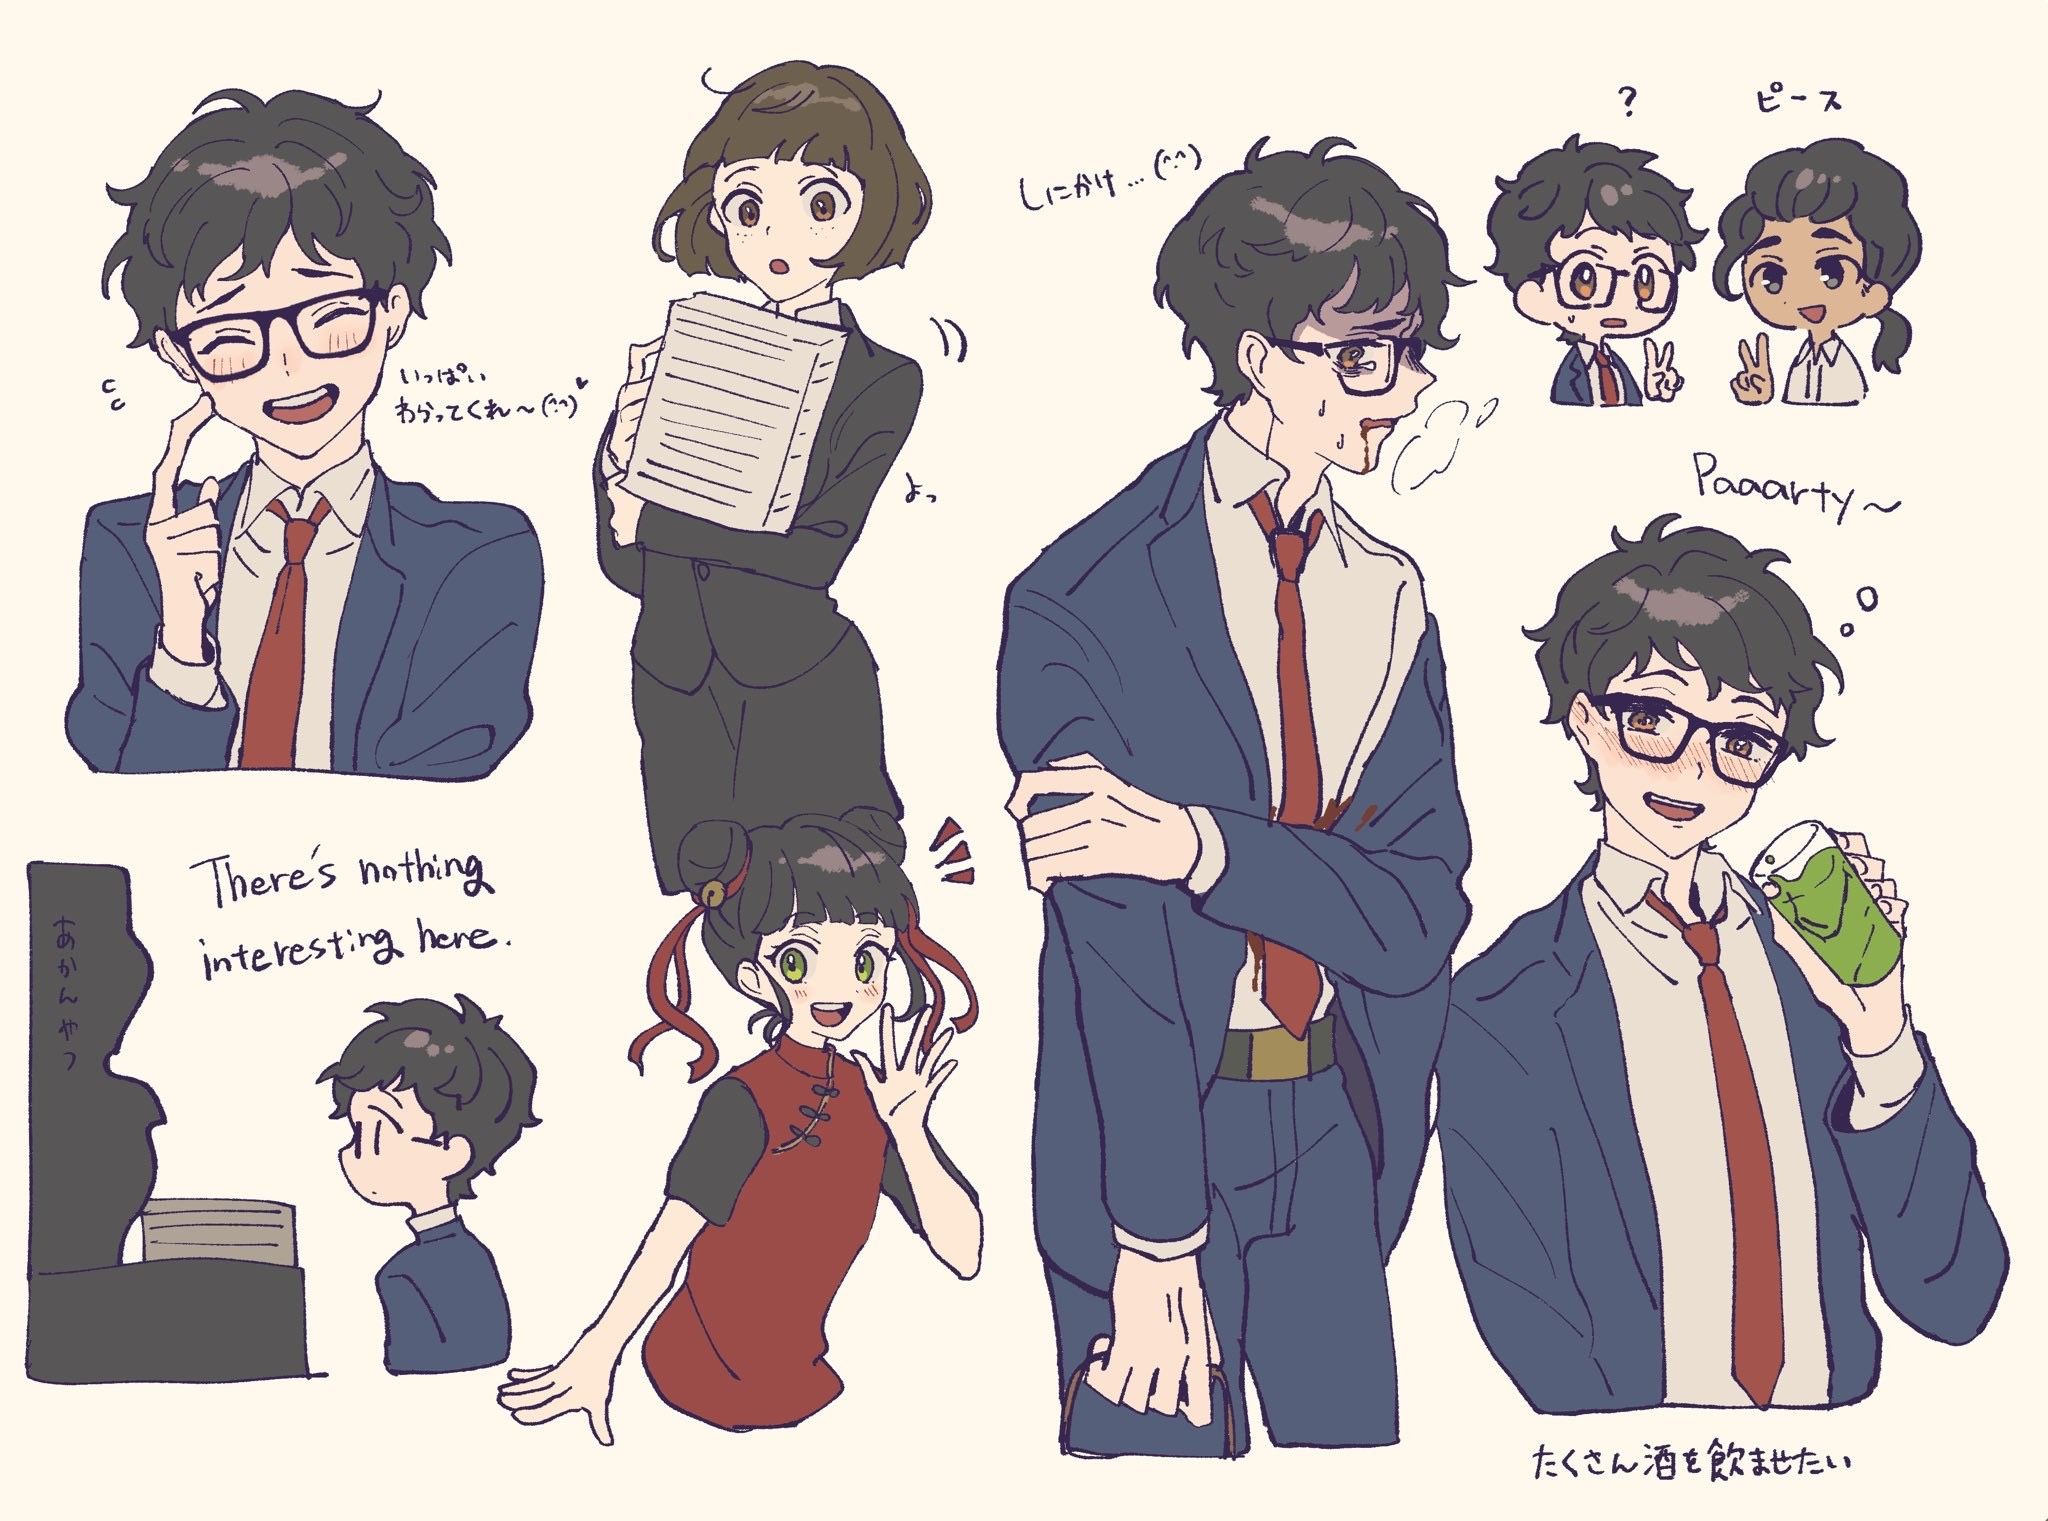 いっぱい
わらってくれ〜(^^)♥
よっ
しにかけ…(^^)
?
ピース
Paaarty～
There's nothing
interesting here.
あかんやつ
たくさん酒を飲ませたい